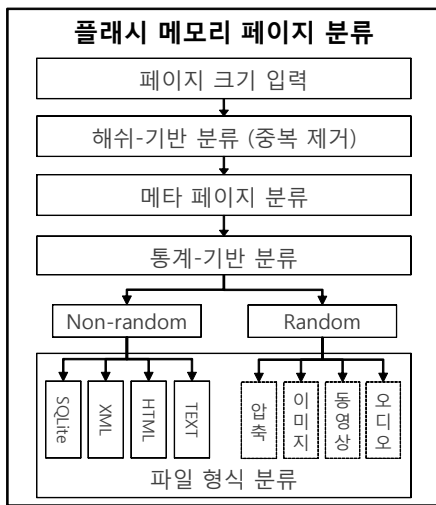 플래시 메모리 페이지 분류
페이지 크기 입력
해쉬-기반 분류 (중복 제거)
메타 페이지 분류
통계-기반 분류
Non-random
Random
SQLite
XML
HTML
TEXT
압축
이미지
동영상
오디오
파일 형식 분류